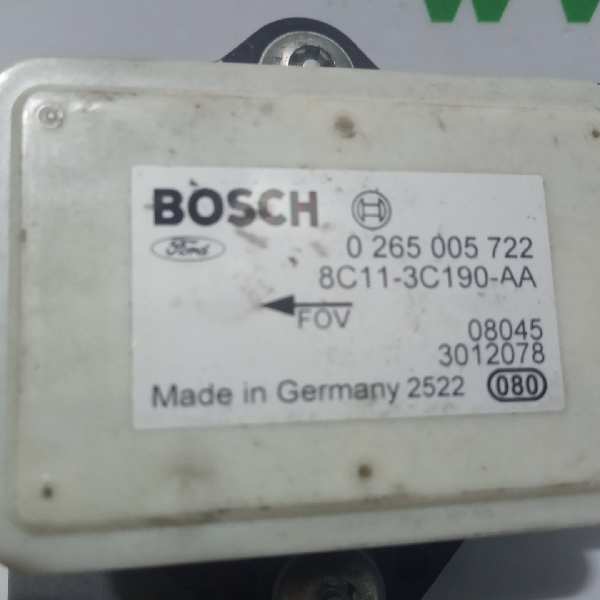 BOSCH
Ford
0 265 005 722
8C11-3C190-AA
FOV
08045
3012078
Made in Germany 2522 080